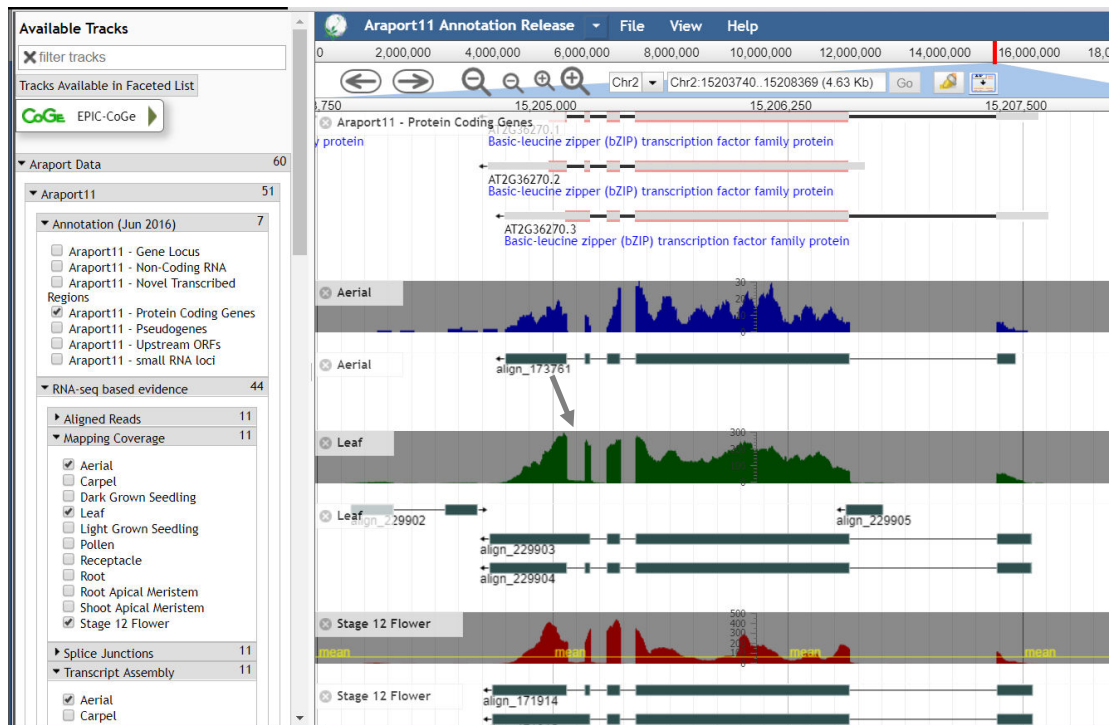 Available Tracks
filter tracks
Tracks Available in Faceted List
CoGe EPIC-CoGe
Araport Data 60
Araport11 51
Annotation (Jun 2016) 7
Araport11 - Gene Locus
Araport11 - Non-Coding RNA
Araport11 - Novel Transcribed
Regions
Araport11 - Protein Coding Genes
Araport11 - Pseudogenes
Araport11 - Upstream ORFs
Araport11 - small RNA loci
RNA-seq based evidence 44
Aligned Reads 11
Mapping Coverage 11
Aerial
Carpel
Dark Grown Seedling
Leaf
Light Grown Seedling
Pollen
Receptacle
Root
Root Apical Meristem
Shoot Apical Meristem
Stage 12 Flower
Splice Junctions 11
Transcript Assembly 11
Aerial
Carpel
Araport11 Annotation Release File View Help
0 2,000,000 4,000,000 6,000,000 8,000,000 10,000,000 12,000,000 14,000,000 16,000,000 18,0
Chr2 Chr2:15203740..15208369 (4.63 Kb) Go
3,750 15,205,000 15,206,250 15,207,500
Araport11 - Protein Coding Genes
AT2G36270.1
y protein Basic-leucine zipper (bZIP) transcription factor family protein
AT2G36270.2
Basic-leucine zipper (bZIP) transcription factor family protein
AT2G36270.3
Basic-leucine zipper (bZIP) transcription factor family protein
30
Aerial
20
10
0
Aerial
align_173761
300
Leaf
0
Leaf
align_229902 align_229905
align_229903
align_229904
500
Stage 12 Flower
400
300
mean mean mean mean
0
Stage 12 Flower
align_171914